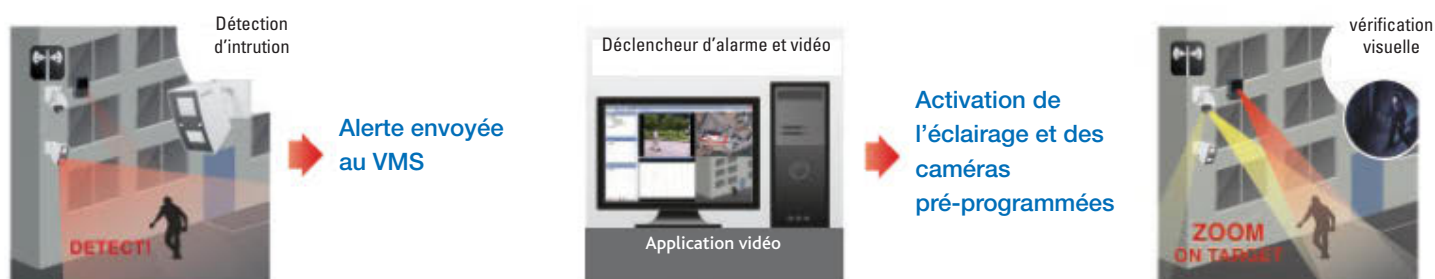 Détection
d'intrution
DETECT!
Alerte envoyée
au VMS
Déclencheur d'alarme et vidéo
Application vidéo
Activation de
l'éclairage et des
caméras
pré-programmées
vérification
visuelle
ZOOM
ON TARGET